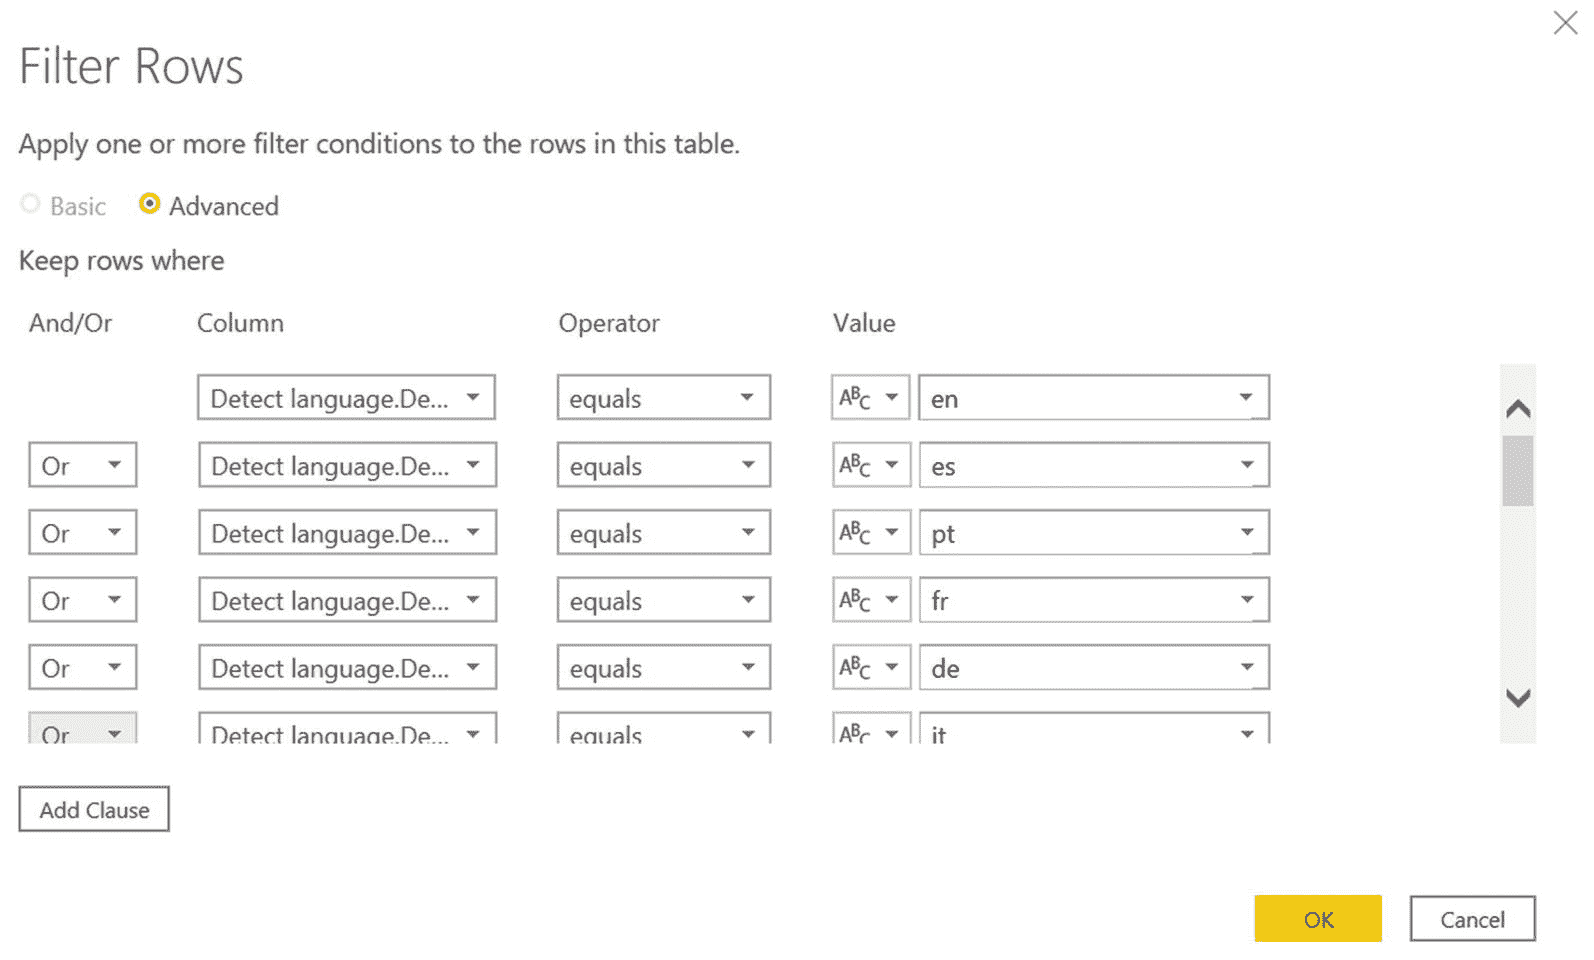 Filter Rows
Apply one or more filter conditions to the rows in this table.
Basic Advanced
Keep rows where
And/Or Column Operator Value
Detect language.De... equals ABC en
Or Detect language.De... equals ABC es
Or Detect language.De... equals ABC pt
Or Detect language.De... equals ABC fr
Or Detect language.De... equals ABC de
Or Detect language.De... equals ABC it
Add Clause
OK Cancel